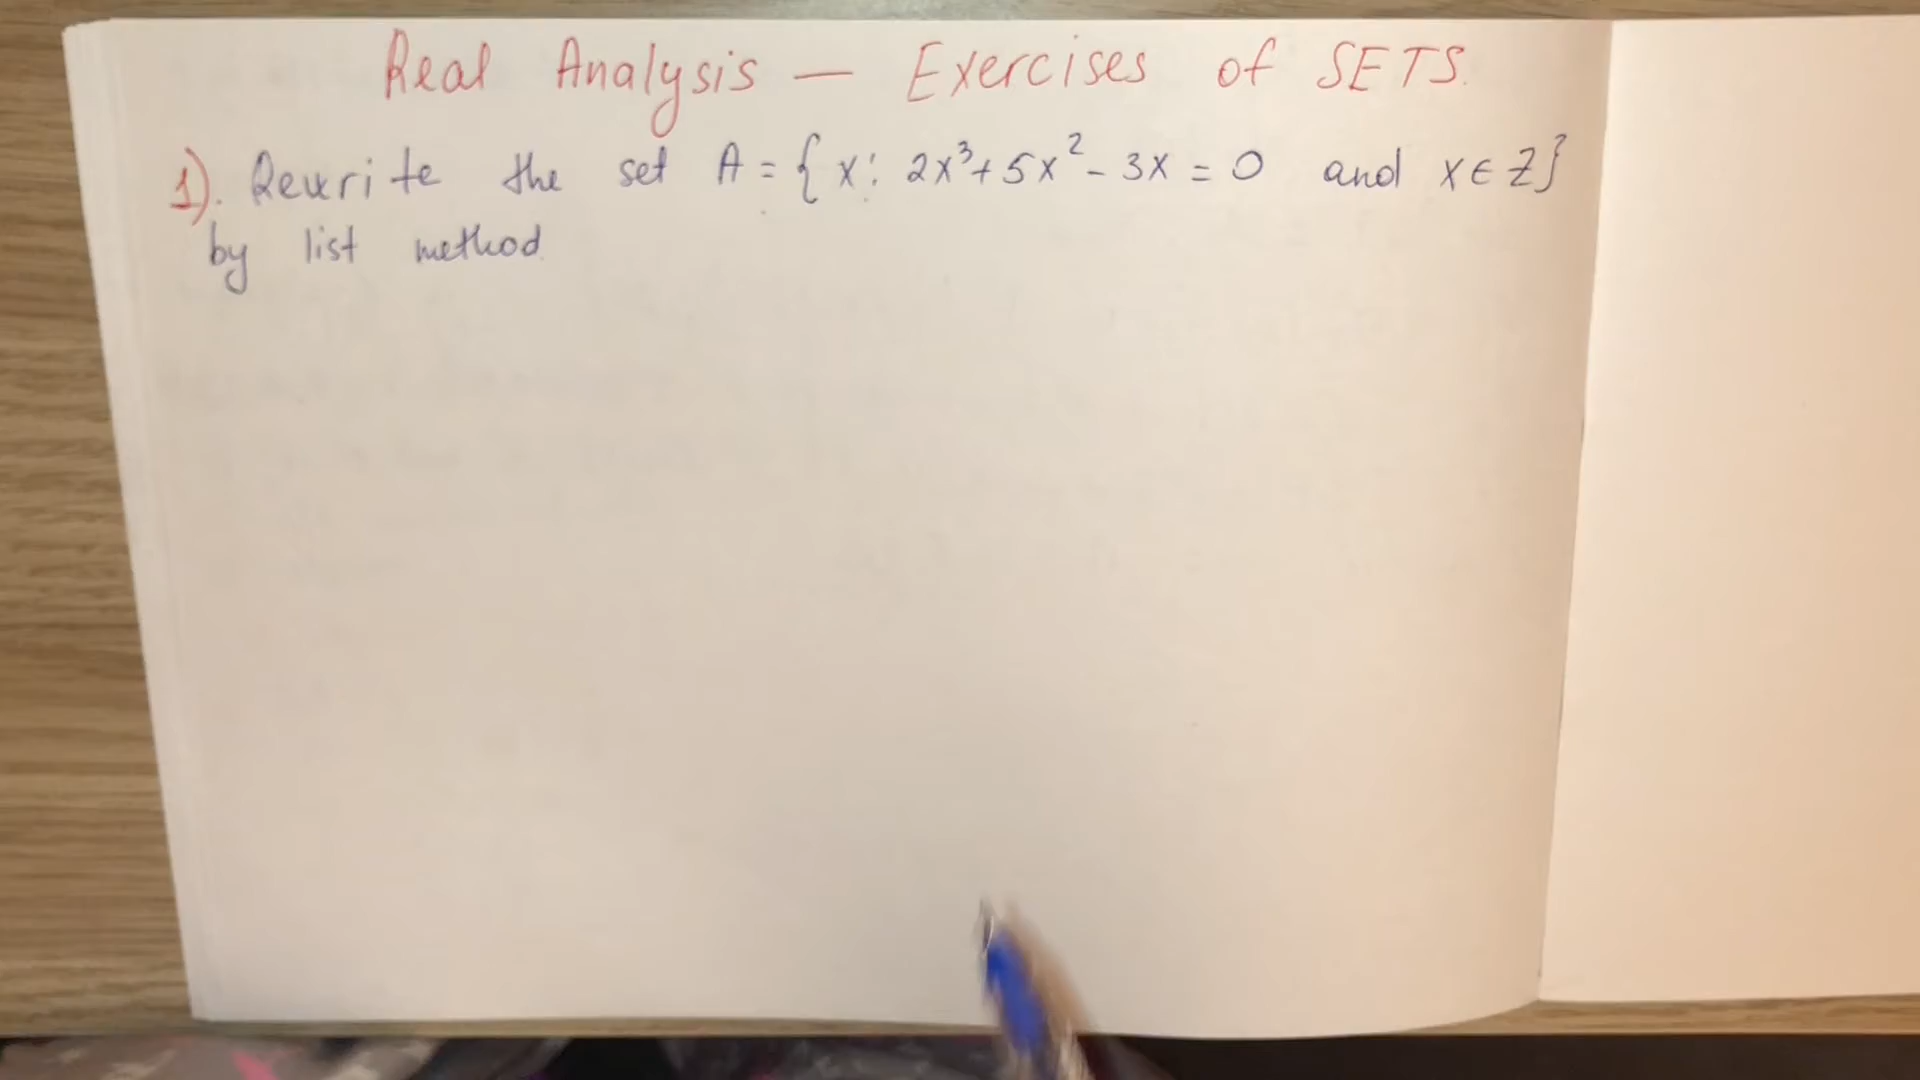 Real Analysis — Exercises of SETS.
1). Rewrite the set A = { x : 2x³ + 5x² - 3x = 0 and x ∈ Z }
by list method.